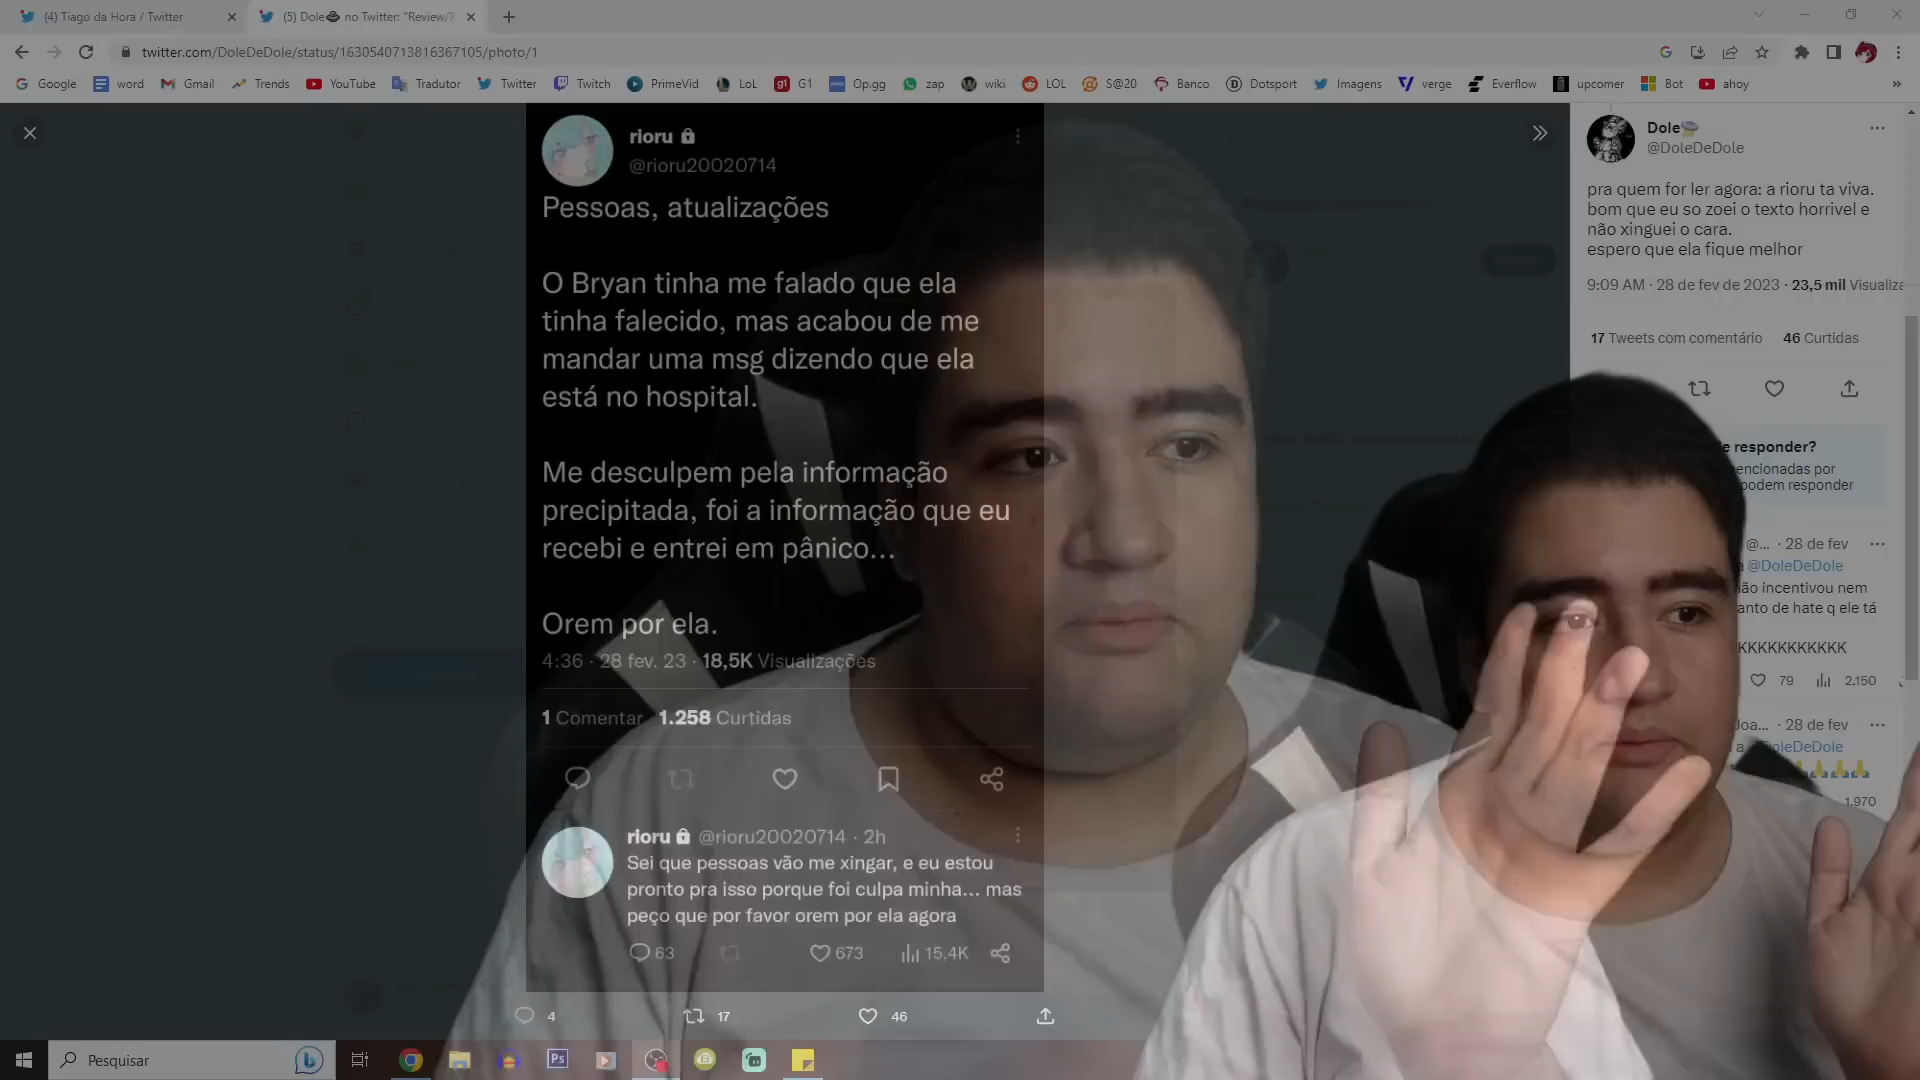 (4) Tiago da Hora / Twitter
(5) Dole no Twitter: "Review/R
twitter.com/DoleDeDole/status/1630540713816367105/photo/1
Google word Gmail Trends YouTube Tradutor Twitter Twitch PrimeVid LoL G1 Op.gg zap wiki LOL S@20 Banco Dotsport Imagens verge Everflow upcomer Bot ahoy
rioru
@rioru20020714
Pessoas, atualizações
O Bryan tinha me falado que ela
tinha falecido, mas acabou de me
mandar uma msg dizendo que ela
está no hospital.
Me desculpem pela informação
precipitada, foi a informação que eu
recebi e entrei em pânico...
Orem por ela.
4:36 · 28 fev. 23 · 18,5K Visualizações
1 Comentar 1.258 Curtidas
rioru @rioru20020714 · 2h
Sei que pessoas vão me xingar, e eu estou
pronto pra isso porque foi culpa minha... mas
peço que por favor orem por ela agora
63 673 15,4K
4 17 46
Dole
@DoleDeDole
pra quem for ler agora: a rioru ta viva.
bom que eu so zoei o texto horrivel e
não xinguei o cara.
espero que ela fique melhor
9:09 AM · 28 de fev de 2023 · 23,5 mil Visualiza
17 Tweets com comentário 46 Curtidas
e responder?
encionadas por
podem responder
@... · 28 de fev
a @DoleDeDole
não incentivou nem
anto de hate q ele tá
KKKKKKKKKKK
79 2.150
Joa... · 28 de fev
a @DoleDeDole
1.970
Pesquisar
Ps